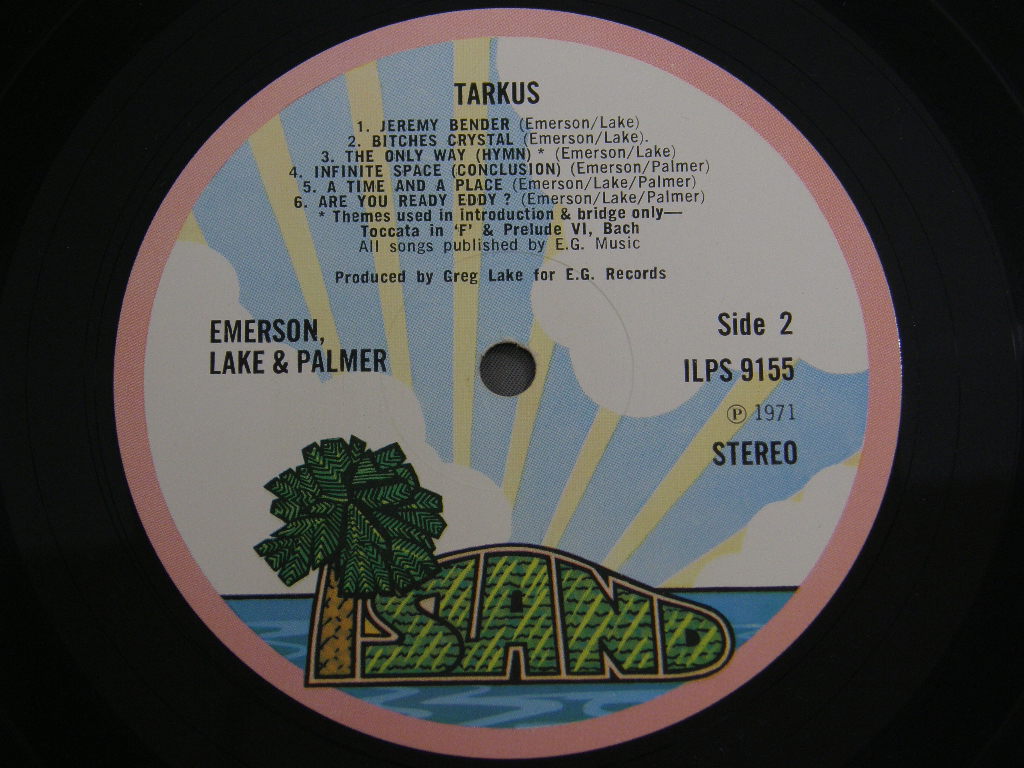 TARKUS
1. JEREMY BENDER (Emerson/Lake)
2. BITCHES CRYSTAL (Emerson/Lake).
3. THE ONLY WAY (HYMN) * (Emerson/Lake)
4. INFINITE SPACE (CONCLUSION) (Emerson/Palmer)
5. A TIME AND A PLACE (Emerson/Lake/Palmer)
6. ARE YOU READY EDDY ? (Emerson/Lake/Palmer)
* Themes used in introduction & bridge only—
Toccata in ‘F’ & Prelude VI, Bach
All songs published by E.G. Music
Produced by Greg Lake for E.G. Records
EMERSON,
LAKE & PALMER
Side 2
ILPS 9155
℗ 1971
STEREO
ISLAND